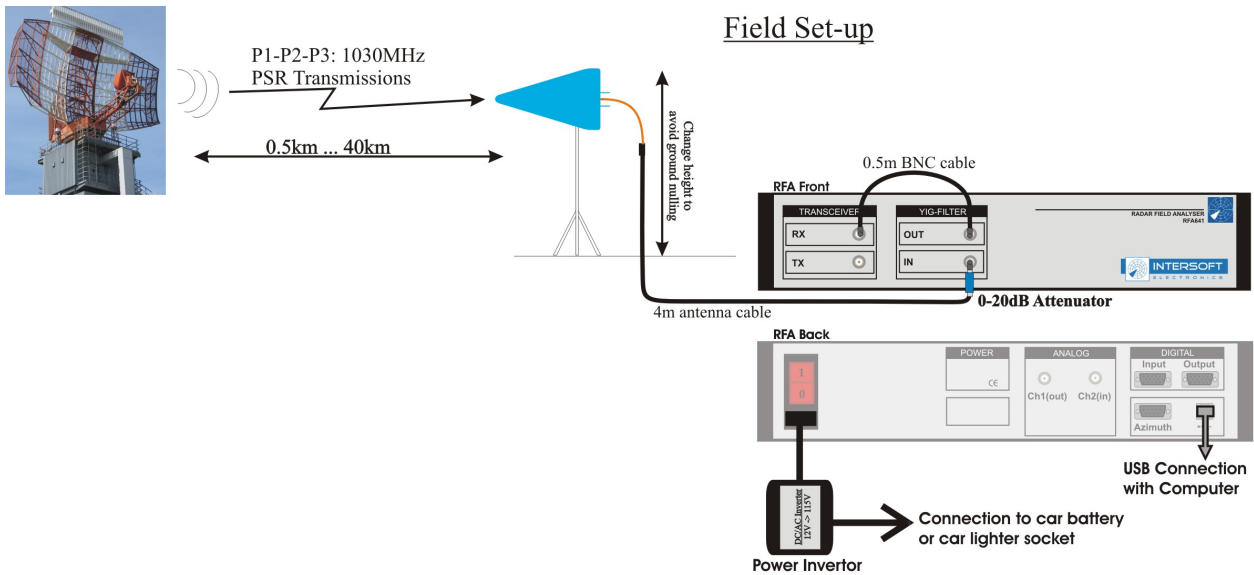 Field Set-up
P1-P2-P3: 1030MHz
PSR Transmissions
0.5km ... 40km
Change height to
avoid ground nulling
0.5m BNC cable
RFA Front
TRANSCEIVER
YIG-FILTER
RX
OUT
TX
IN
RADAR FIELD ANALYSER
RFA641
INTERSOFT
ELECTRONICS
0-20dB Attenuator
4m antenna cable
RFA Back
POWER
ANALOG
DIGITAL
1
0
CE
Ch1(out)
Ch2(in)
Input
Output
Azimuth
USB Connection
with Computer
DC/AC Inverter
12V -> 115V
Connection to car battery
or car lighter socket
Power Invertor